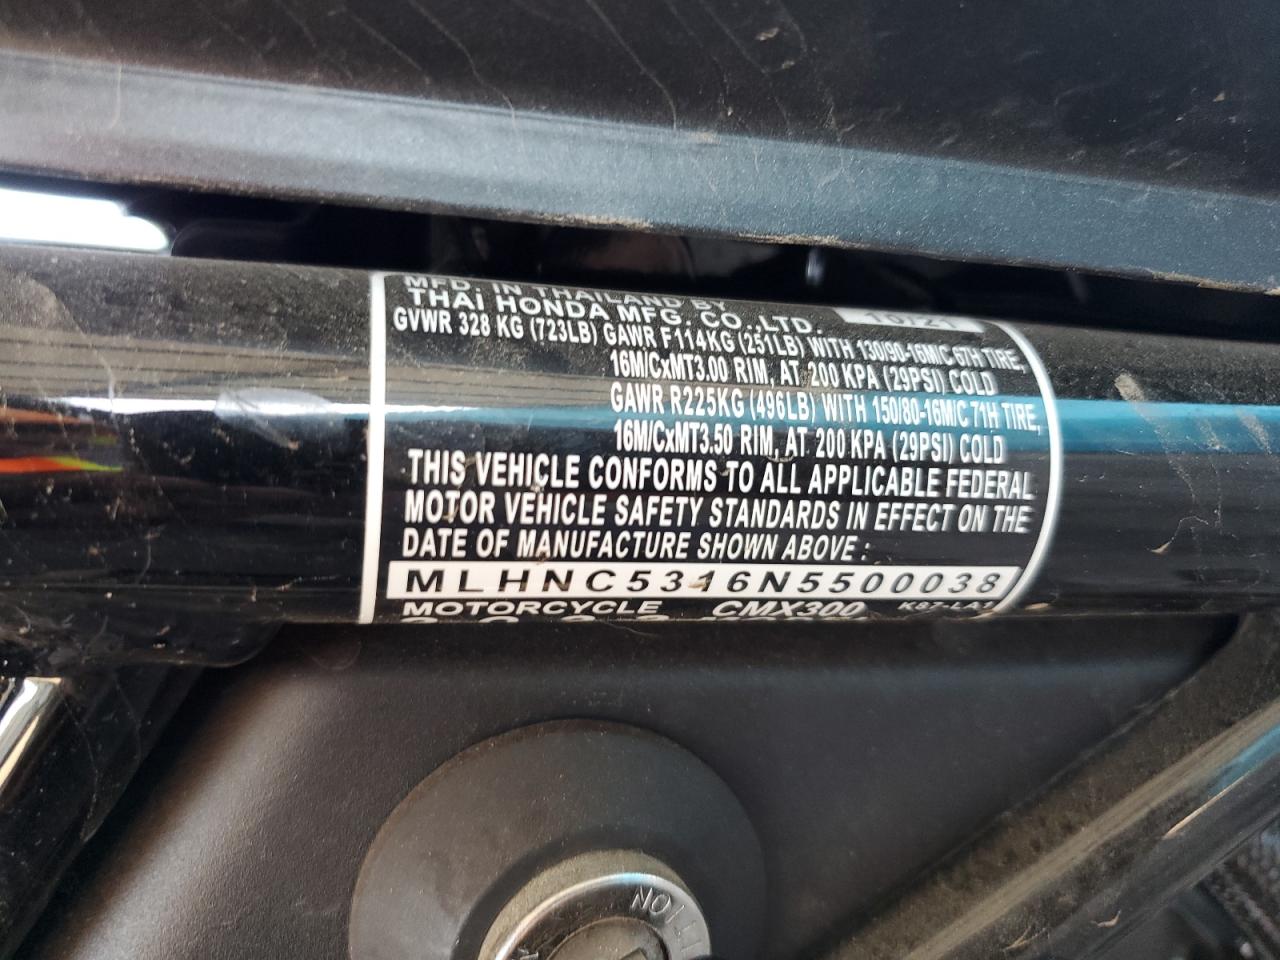 MFD. IN THAILAND BY
THAI HONDA MFG. CO.,LTD. 10/21
GVWR 328 KG (723LB) GAWR F114KG (251LB) WITH 130/90-16M/C 67H TIRE,
16M/CxMT3.00 RIM, AT 200 KPA (29PSI) COLD
GAWR R225KG (496LB) WITH 150/80-16M/C 71H TIRE,
16M/CxMT3.50 RIM, AT 200 KPA (29PSI) COLD
THIS VEHICLE CONFORMS TO ALL APPLICABLE FEDERAL
MOTOR VEHICLE SAFETY STANDARDS IN EFFECT ON THE
DATE OF MANUFACTURE SHOWN ABOVE :
MLHNC5316N5500038
MOTORCYCLE CMX300 K87-LA1